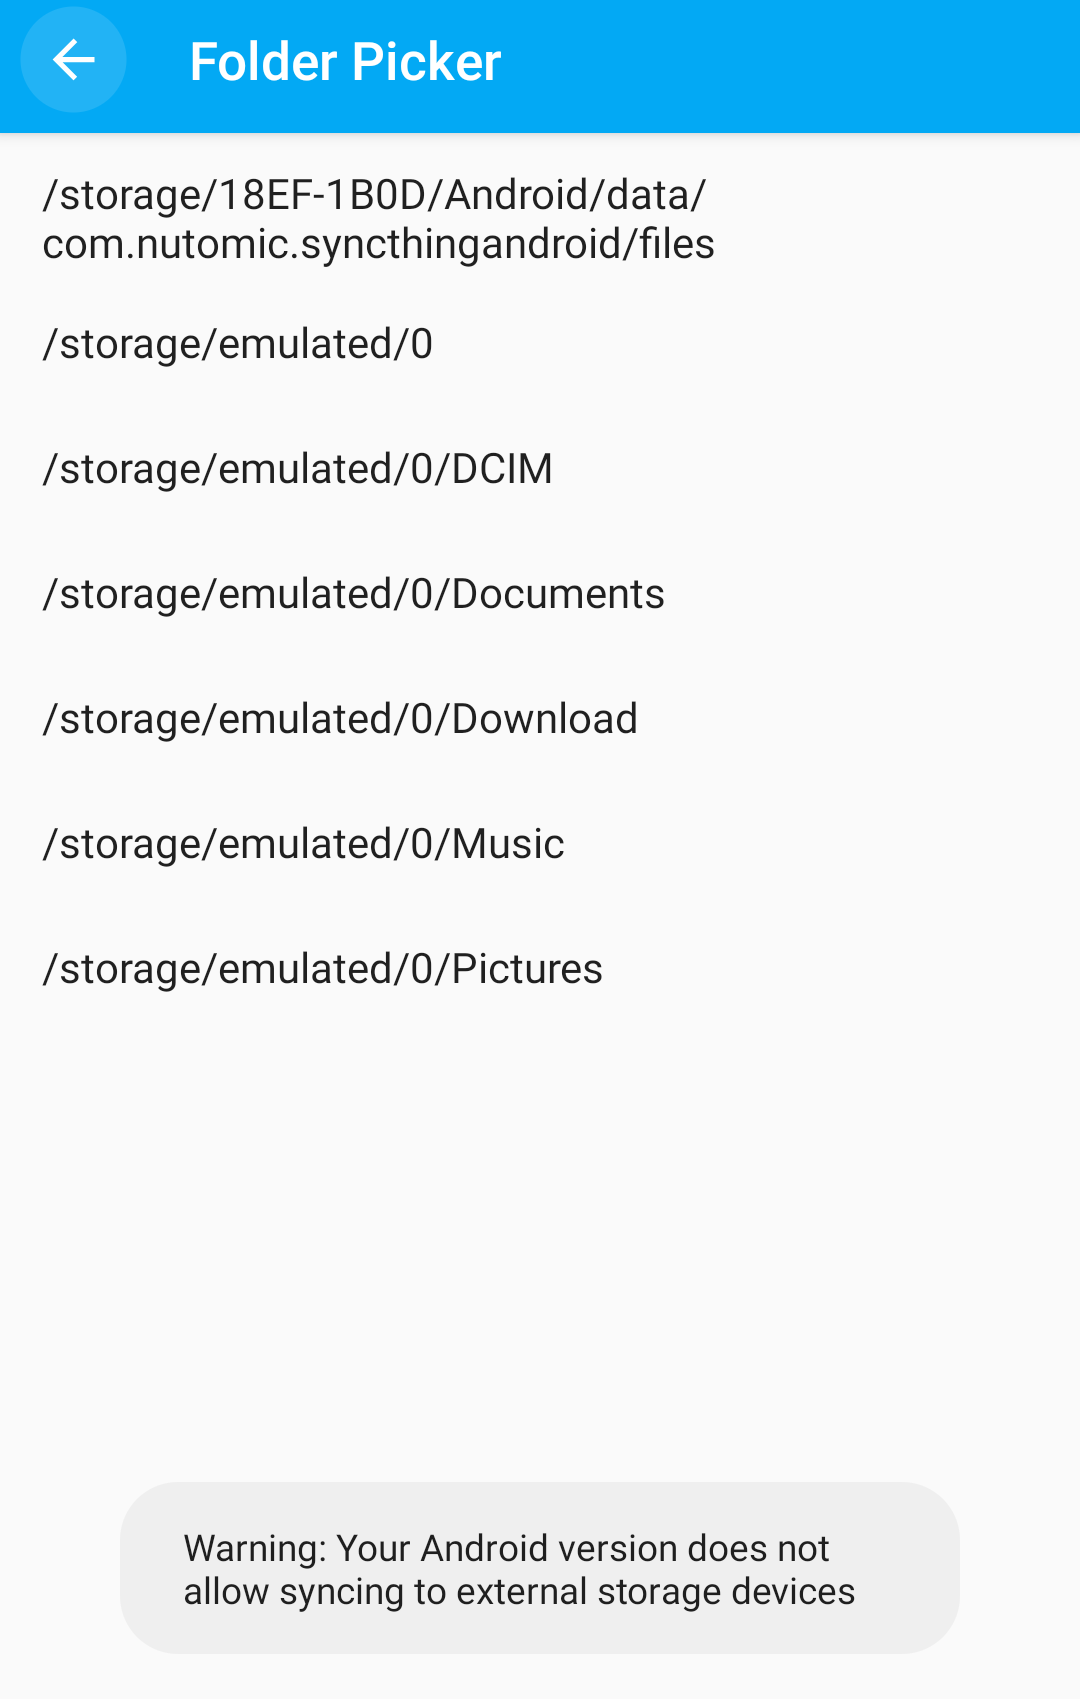 Folder Picker
/storage/18EF-1B0D/Android/data/
com.nutomic.syncthingandroid/files
/storage/emulated/0
/storage/emulated/0/DCIM
/storage/emulated/0/Documents
/storage/emulated/0/Download
/storage/emulated/0/Music
/storage/emulated/0/Pictures
Warning: Your Android version does not
allow syncing to external storage devices